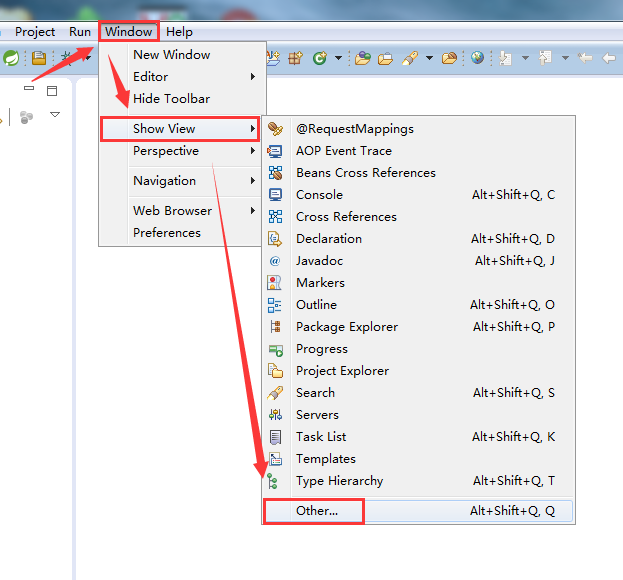 Project Run Window Help
New Window
Editor
Hide Toolbar
Show View
Perspective
Navigation
Web Browser
Preferences
@RequestMappings
AOP Event Trace
Beans Cross References
Console Alt+Shift+Q, C
Cross References
Declaration Alt+Shift+Q, D
Javadoc Alt+Shift+Q, J
Markers
Outline Alt+Shift+Q, O
Package Explorer Alt+Shift+Q, P
Progress
Project Explorer
Search Alt+Shift+Q, S
Servers
Task List Alt+Shift+Q, K
Templates
Type Hierarchy Alt+Shift+Q, T
Other... Alt+Shift+Q, Q